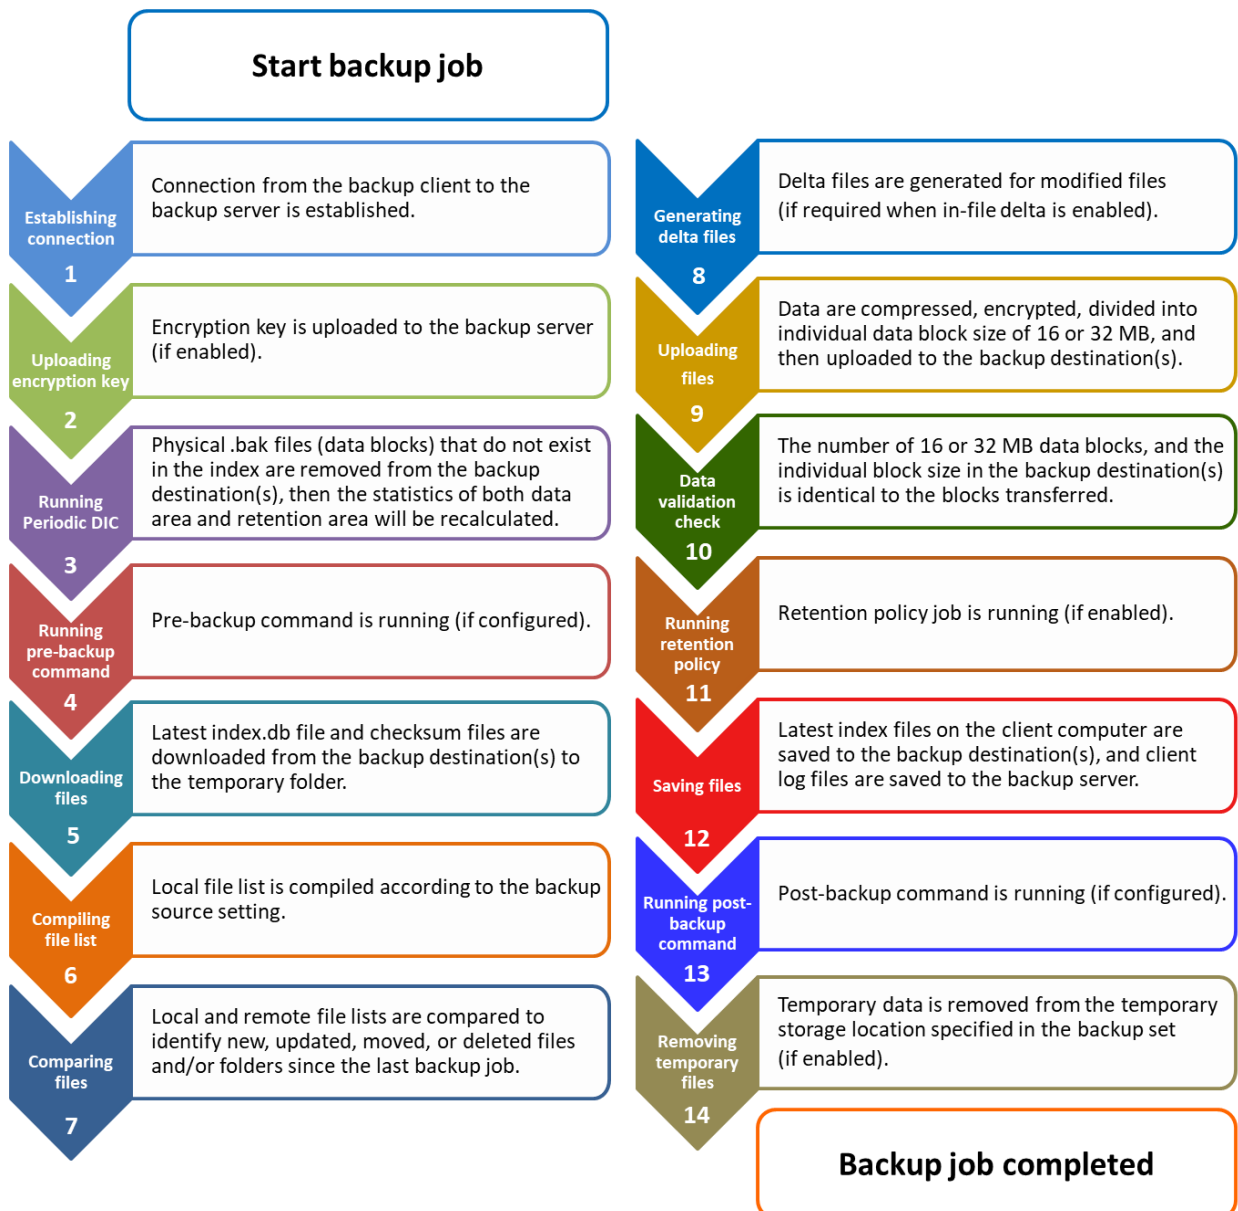 Start backup job
Establishing
connection
1
Connection from the backup client to the
backup server is established.
Uploading
encryption key
2
Encryption key is uploaded to the backup server
(if enabled).
Running
Periodic DIC
3
Physical .bak files (data blocks) that do not exist
in the index are removed from the backup
destination(s), then the statistics of both data
area and retention area will be recalculated.
Running
pre-backup
command
4
Pre-backup command is running (if configured).
Downloading
files
5
Latest index.db file and checksum files are
downloaded from the backup destination(s) to
the temporary folder.
Compiling
file list
6
Local file list is compiled according to the backup
source setting.
Comparing
files
7
Local and remote file lists are compared to
identify new, updated, moved, or deleted files
and/or folders since the last backup job.
Generating
delta files
8
Delta files are generated for modified files
(if required when in-file delta is enabled).
Uploading
files
9
Data are compressed, encrypted, divided into
individual data block size of 16 or 32 MB, and
then uploaded to the backup destination(s).
Data
validation
check
10
The number of 16 or 32 MB data blocks, and the
individual block size in the backup destination(s)
is identical to the blocks transferred.
Running
retention
policy
11
Retention policy job is running (if enabled).
Saving files
12
Latest index files on the client computer are
saved to the backup destination(s), and client
log files are saved to the backup server.
Running post-
backup
command
13
Post-backup command is running (if configured).
Removing
temporary
files
14
Temporary data is removed from the temporary
storage location specified in the backup set
(if enabled).
Backup job completed